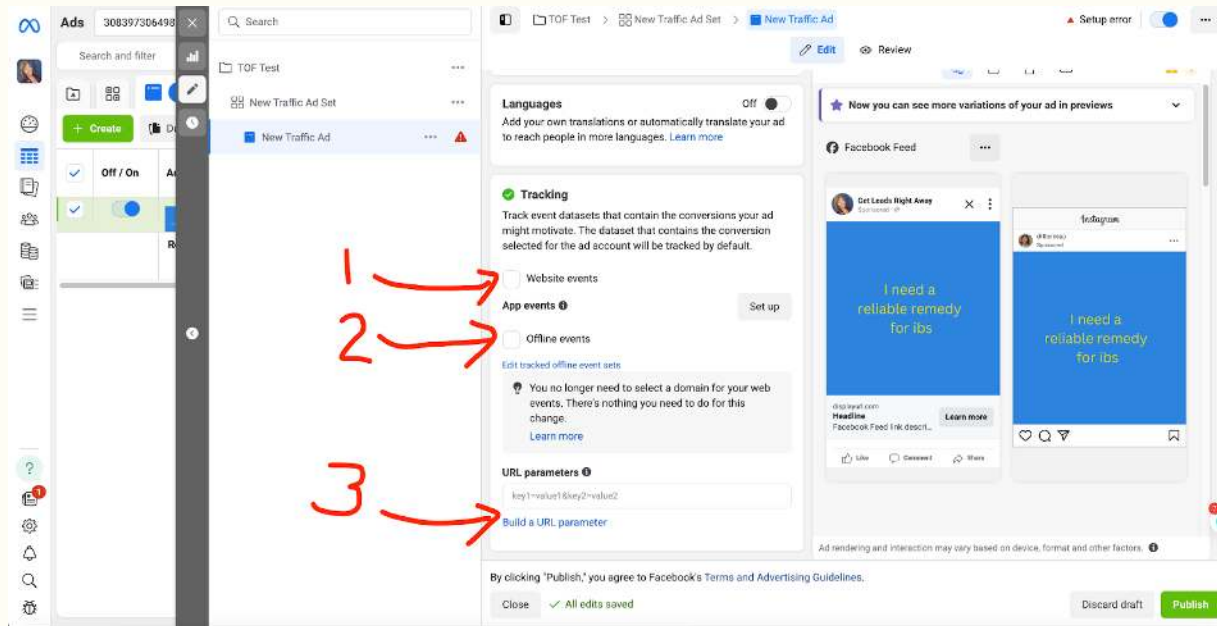 Ads
308397306498
Search and filter
Create
Off / On
Search
TOF Test
New Traffic Ad Set
New Traffic Ad
TOF Test > New Traffic Ad Set > New Traffic Ad
Setup error
Edit
Review
Languages
Off
Add your own translations or automatically translate your ad
to reach people in more languages. Learn more
Tracking
Track event datasets that contain the conversions your ad
might motivate. The dataset that contains the conversion
selected for the ad account will be tracked by default.
1
Website events
App events
Set up
2
Offline events
Edit tracked offline event sets
You no longer need to select a domain for your web
events. There's nothing you need to do for this
change.
Learn more
URL parameters
3
key1=value1&key2=value2
Build a URL parameter
Now you can see more variations of your ad in previews
Facebook Feed
Get Leads Right Away
Sponsored
I need a
reliable remedy
for ibs
displayurl.com
Headline
Facebook Feed link descri...
Learn more
Like
Comment
Share
Instagram
Sponsored
I need a
reliable remedy
for ibs
Ad rendering and interaction may vary based on device, format and other factors.
By clicking "Publish," you agree to Facebook's Terms and Advertising Guidelines.
Close
All edits saved
Discard draft
Publish